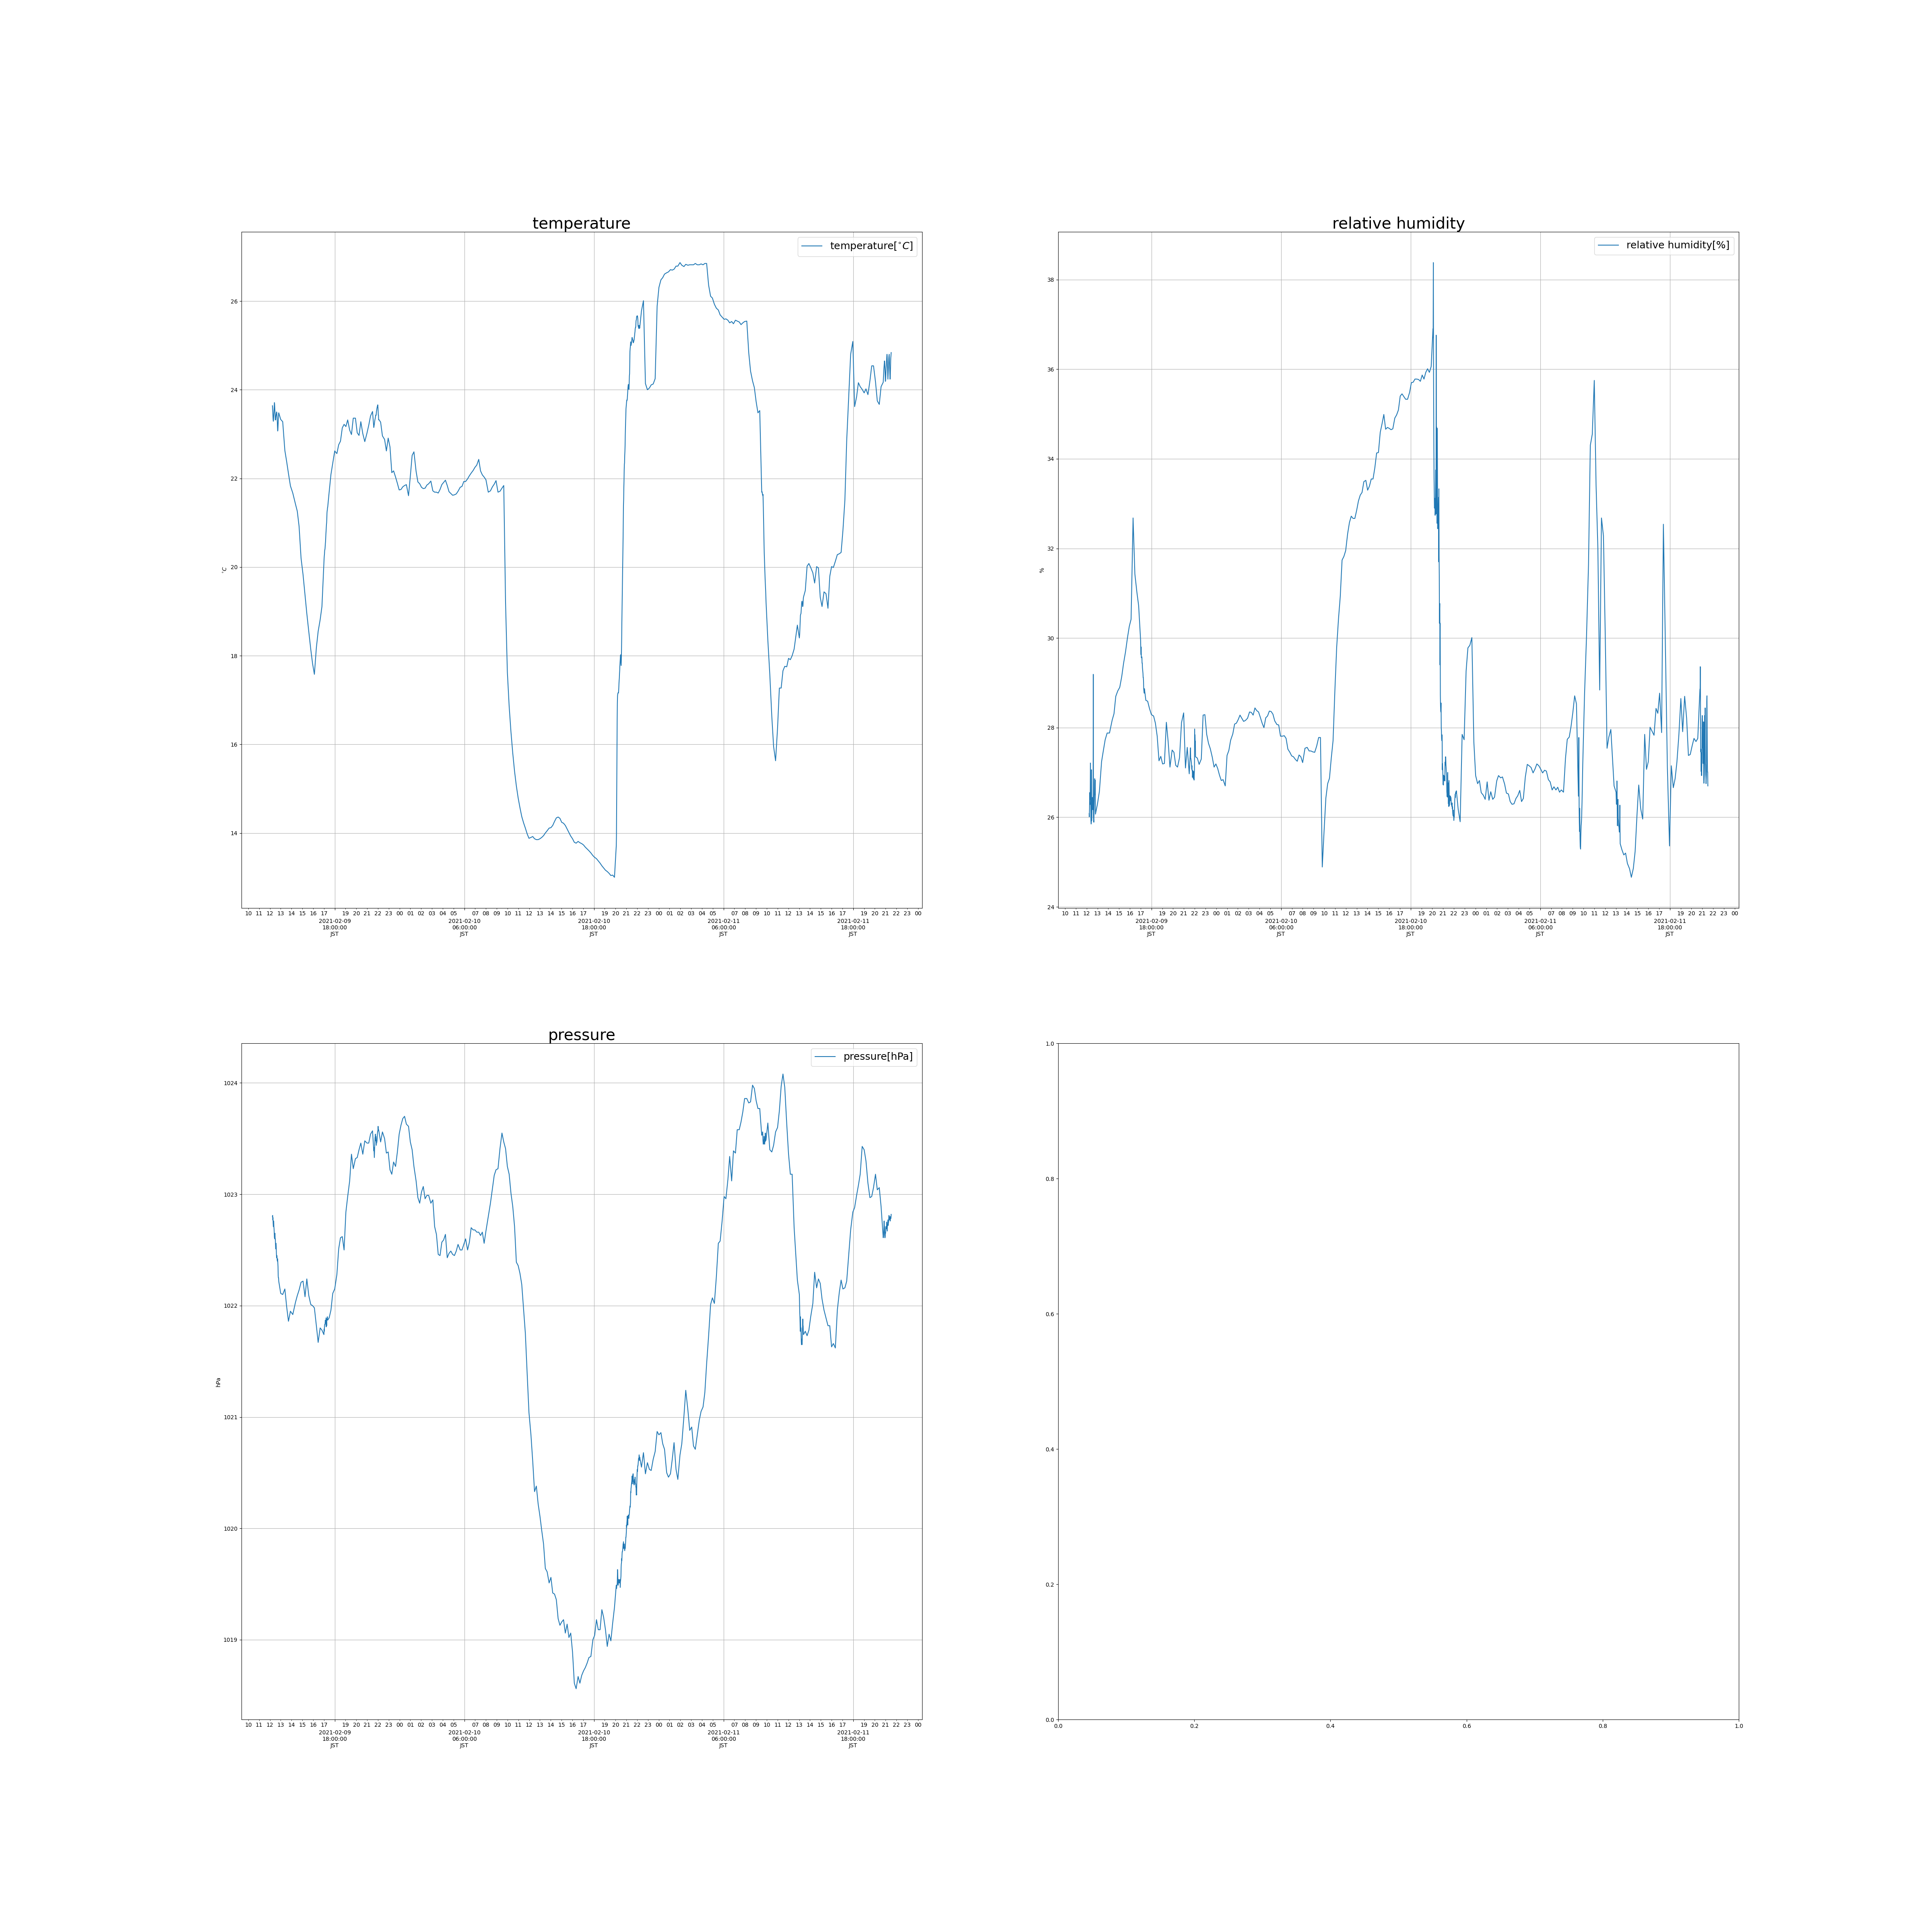 temperature
temperature[°C]
26
24
22
20
18
16
14
°C
10 11 12 13 14 15 16 17 19 20 21 22 23 00 01 02 03 04 05 07 08 09 10 11 12 13 14 15 16 17 19 20 21 22 23 00 01 02 03 04 05 07 08 09 10 11 12 13 14 15 16 17 19 20 21 22 23 00
2021-02-09 2021-02-10 2021-02-10 2021-02-11 2021-02-11
18:00:00 06:00:00 18:00:00 06:00:00 18:00:00
JST JST JST JST JST
relative humidity
relative humidity[%]
38
36
34
32
30
28
26
24
%
10 11 12 13 14 15 16 17 19 20 21 22 23 00 01 02 03 04 05 07 08 09 10 11 12 13 14 15 16 17 19 20 21 22 23 00 01 02 03 04 05 07 08 09 10 11 12 13 14 15 16 17 19 20 21 22 23 00
2021-02-09 2021-02-10 2021-02-10 2021-02-11 2021-02-11
18:00:00 06:00:00 18:00:00 06:00:00 18:00:00
JST JST JST JST JST
pressure
pressure[hPa]
1024
1023
1022
1021
1020
1019
hPa
10 11 12 13 14 15 16 17 19 20 21 22 23 00 01 02 03 04 05 07 08 09 10 11 12 13 14 15 16 17 19 20 21 22 23 00 01 02 03 04 05 07 08 09 10 11 12 13 14 15 16 17 19 20 21 22 23 00
2021-02-09 2021-02-10 2021-02-10 2021-02-11 2021-02-11
18:00:00 06:00:00 18:00:00 06:00:00 18:00:00
JST JST JST JST JST
1.0
0.8
0.6
0.4
0.2
0.0
0.0 0.2 0.4 0.6 0.8 1.0